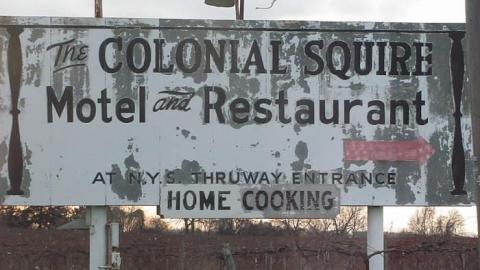 The COLONIAL SQUIRE
Motel and Restaurant
AT N.Y.S. THRUWAY ENTRANCE
HOME COOKING